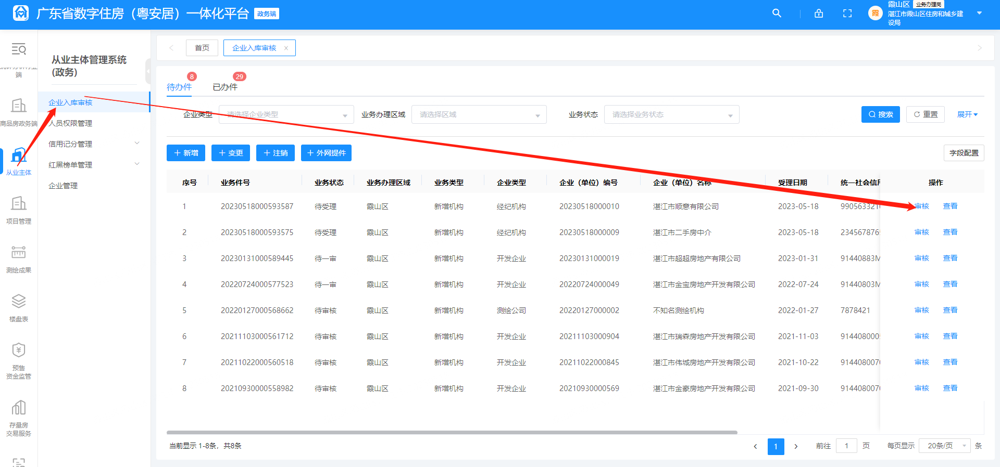 广东省数字住房（粤安居）一体化平台 政务端
霞山区 业务办理岗
湛江市霞山区住房和城乡建
设局
霞
端
商品房政务端
从业主体
项目管理
测绘成果
楼盘表
预售
资金监管
存量房
交易服务
从业主体管理系统
(政务)
企业入库审核
人员权限管理
信用记分管理
红黑榜单管理
企业管理
首页 企业入库审核 x
待办件 8 已办件 29
企业类型 请选择企业类型 业务办理区域 请选择区域 业务状态 请选择业务状态 搜索 重置 展开
+ 新增 + 变更 + 注销 + 外网提件 字段配置
序号 业务件号 业务状态 业务办理区域 业务类型 企业类型 企业（单位）编号 企业（单位）名称 受理日期 统一社会信用 操作
1 20230518000593587 待受理 霞山区 新增机构 经纪机构 20230518000010 湛江市顺意有限公司 2023-05-18 990563321 审核 查看
2 20230518000593575 待受理 霞山区 新增机构 经纪机构 20230518000009 湛江市二手房中介 2023-05-18 234567876 审核 查看
3 20230131000589445 待一审 霞山区 新增机构 开发企业 20230131000019 湛江市超超房地产有限公司 2023-01-31 91440883M 审核 查看
4 20220724000577523 待一审 霞山区 新增机构 开发企业 20220724000049 湛江市金宝房地产开发有限公司 2022-07-24 91440803M 审核 查看
5 20220127000568662 待审核 霞山区 新增机构 测绘公司 20220127000002 不知名测绘机构 2022-01-27 7878421 审核 查看
6 20211103000561712 待审核 霞山区 新增机构 开发企业 20211103000904 湛江市瑞森房地产开发有限公司 2021-11-03 914408000 审核 查看
7 20211022000560518 待审核 霞山区 新增机构 开发企业 20211022000845 湛江市伟城房地产开发有限公司 2021-10-22 914408007 审核 查看
8 20210930000558982 待审核 霞山区 新增机构 开发企业 20210930000569 湛江市金豪房地产开发有限公司 2021-09-30 914408007 审核 查看
当前显示 1-8条，共8条 1 前往 1 页 每页显示 20条/页 条